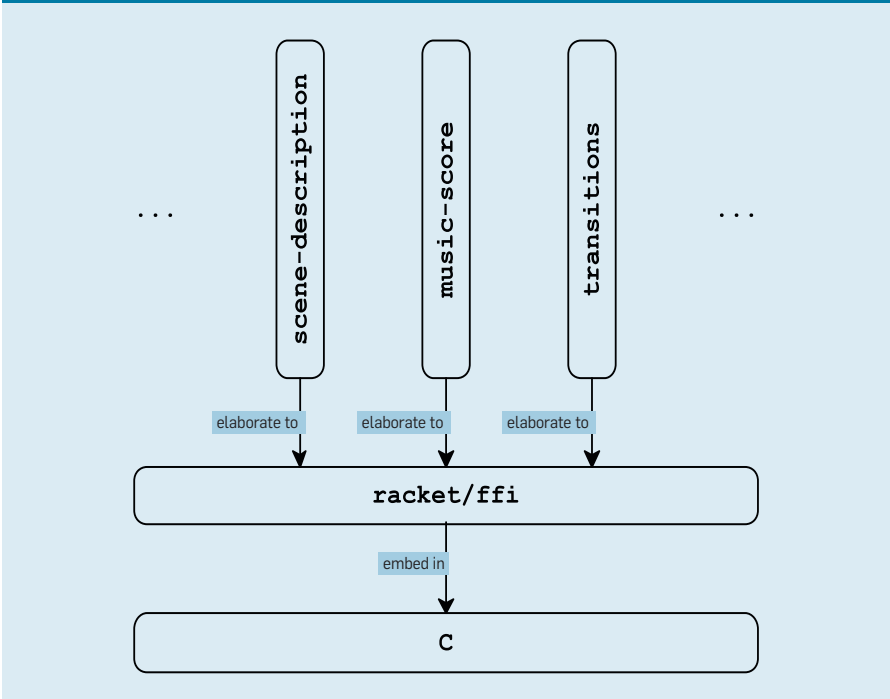 scene-description
music-score
transitions
... ...
elaborate to elaborate to elaborate to
racket/ffi
embed in
C